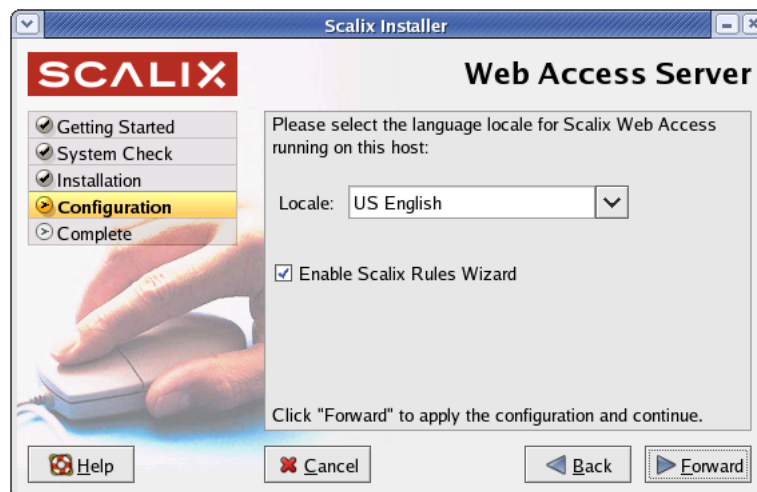 Scalix Installer
SCALIX
Web Access Server
Getting Started
System Check
Installation
Configuration
Complete
Please select the language locale for Scalix Web Access
running on this host:
Locale: US English
Enable Scalix Rules Wizard
Click "Forward" to apply the configuration and continue.
Help
Cancel
Back
Forward